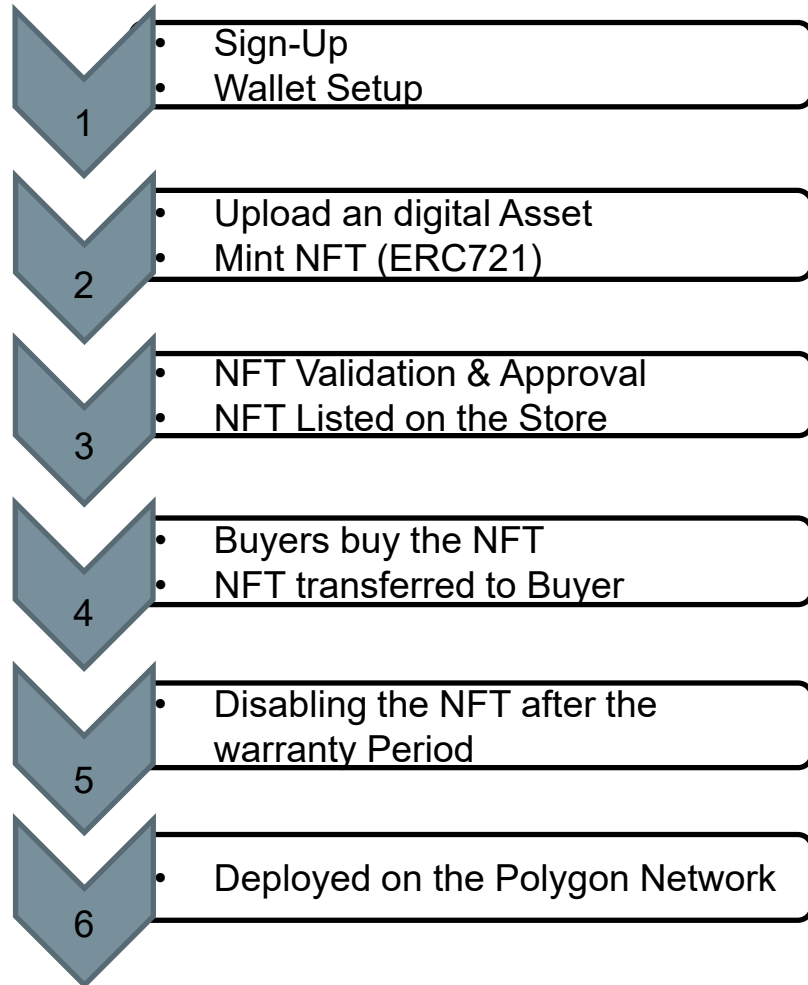 • Sign-Up
• Wallet Setup
1
• Upload an digital Asset
• Mint NFT (ERC721)
2
• NFT Validation & Approval
• NFT Listed on the Store
3
• Buyers buy the NFT
• NFT transferred to Buyer
4
• Disabling the NFT after the
warranty Period
5
• Deployed on the Polygon Network
6